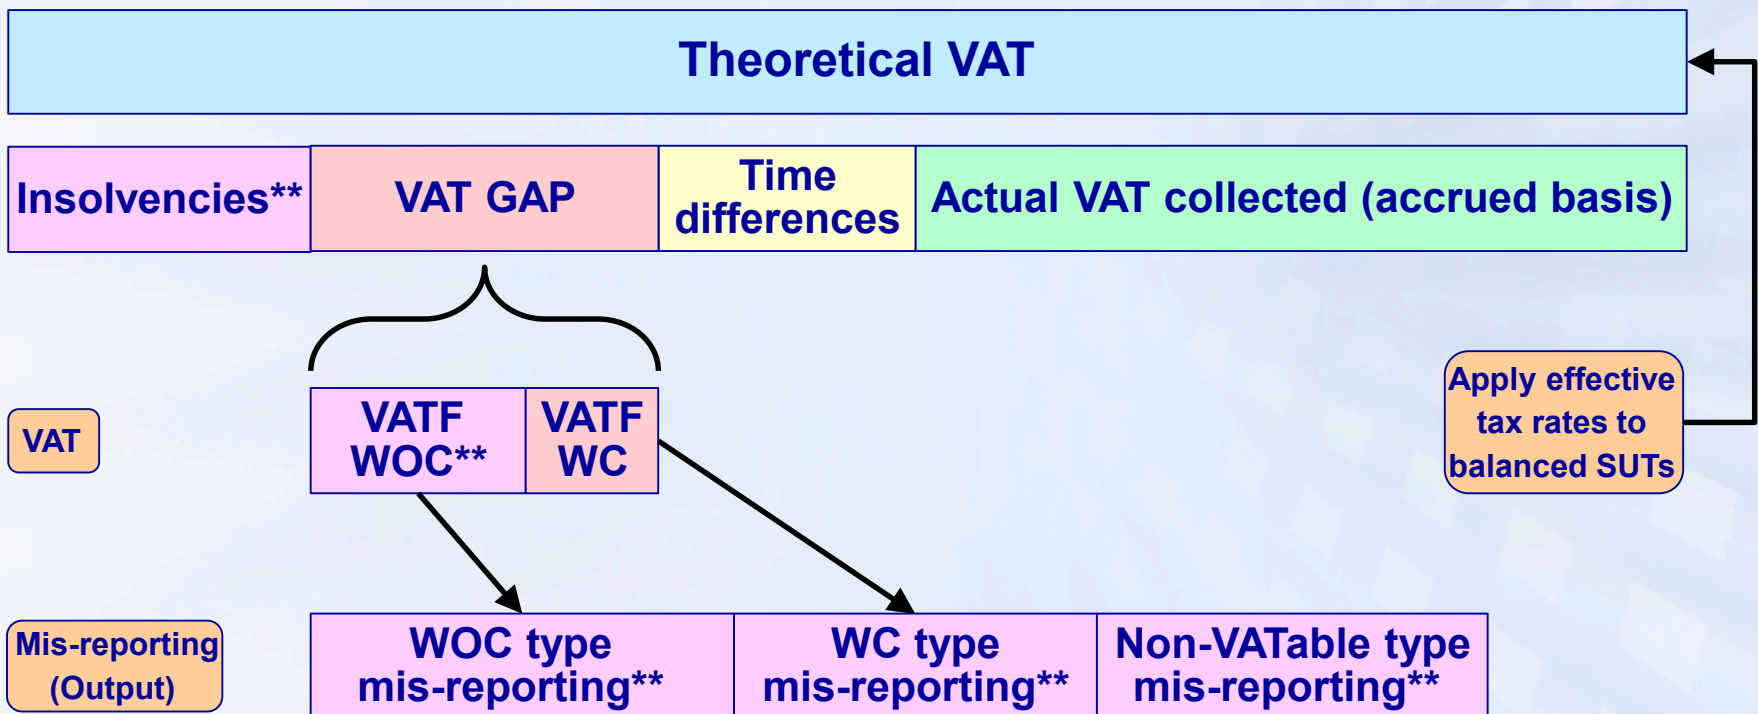 Theoretical VAT
Insolvencies**
VAT GAP
Time
differences
Actual VAT collected (accrued basis)
VAT
VATF
WOC**
VATF
WC
Apply effective
tax rates to
balanced SUTs
Mis-reporting
(Output)
WOC type
mis-reporting**
WC type
mis-reporting**
Non-VATable type
mis-reporting**